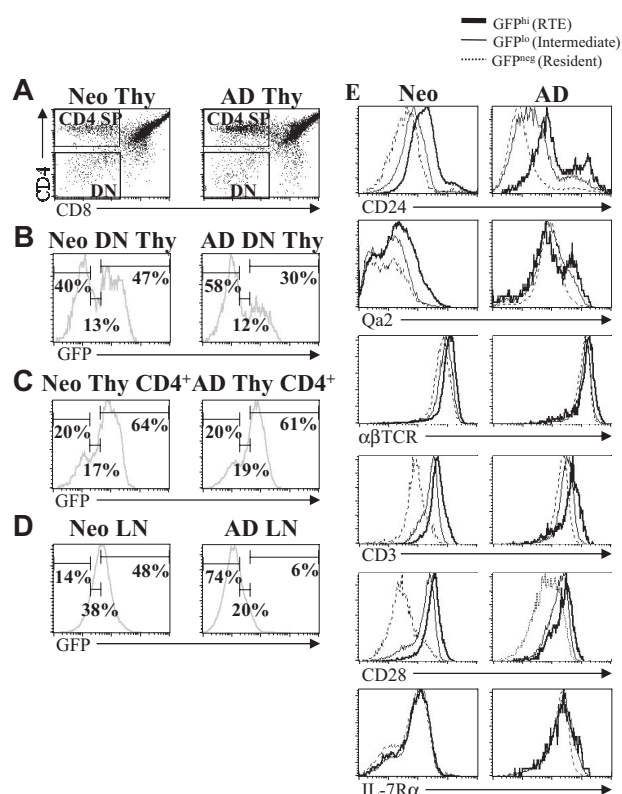 GFPhi (RTE)
GFPlo (Intermediate)
GFPneg (Resident)
A
Neo Thy
AD Thy
CD4 SP
CD4 SP
DN
DN
CD4
CD8
B
Neo DN Thy
AD DN Thy
40%
47%
13%
58%
30%
12%
GFP
C
Neo Thy CD4+
AD Thy CD4+
20%
64%
17%
20%
61%
19%
GFP
D
Neo LN
AD LN
14%
48%
38%
74%
6%
20%
GFP
E
Neo
AD
CD24
Qa2
αβTCR
CD3
CD28
IL-7Rα